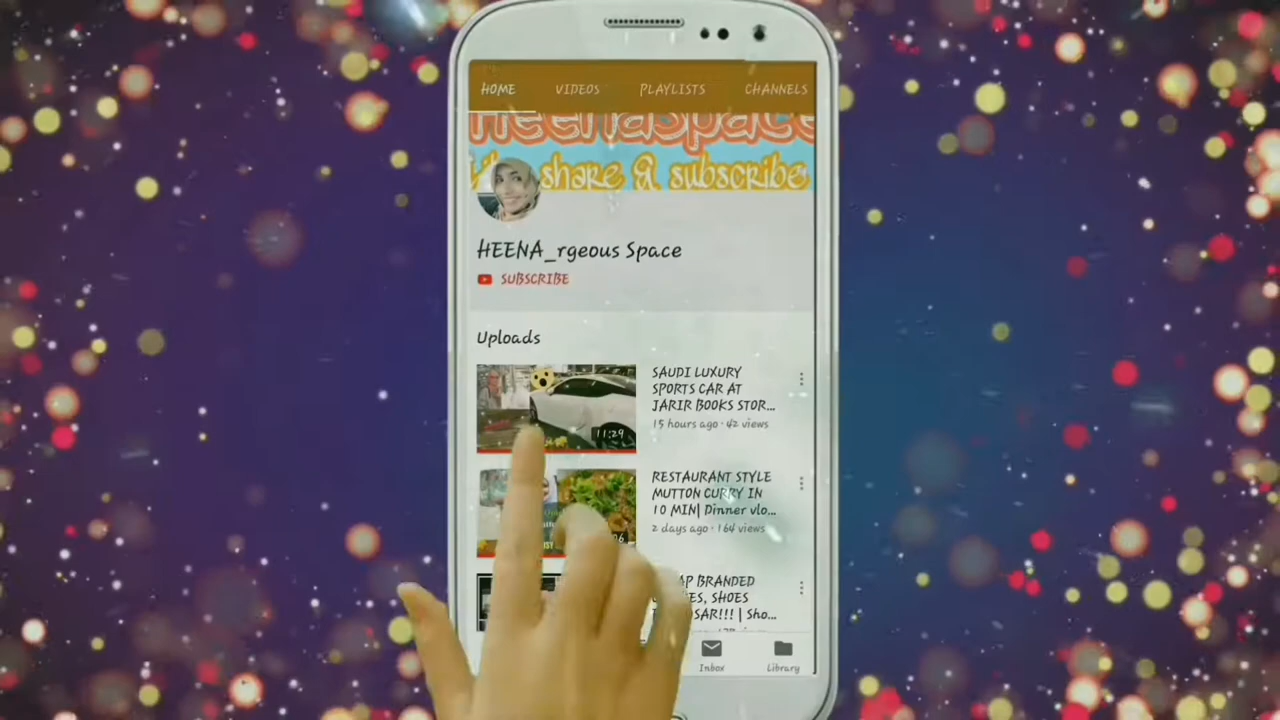 HOME VIDEOS PLAYLISTS CHANNELS
HeenaSpace
share & subscribe
HEENA_rgeous Space
SUBSCRIBE
Uploads
SAUDI LUXURY
SPORTS CAR AT
JARIR BOOKS STOR...
15 hours ago · 42 views
11:29
RESTAURANT STYLE
MUTTON CURRY IN
10 MIN| Dinner vlo...
2 days ago · 164 views
BRANDED
SHOES
| Sho...
Inbox Library